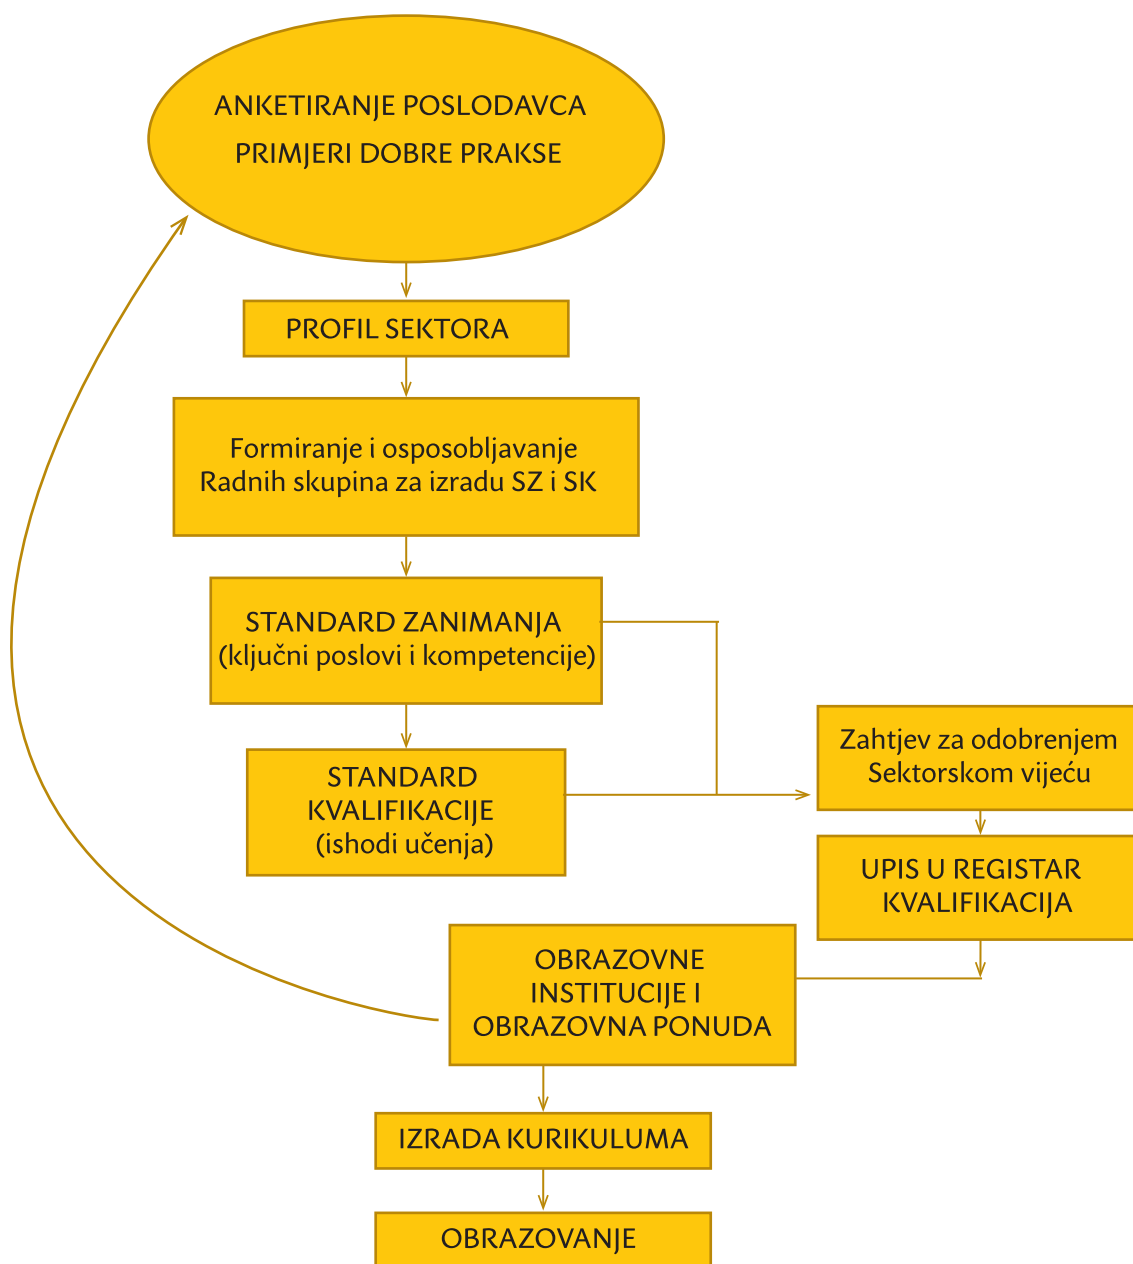 ANKETIRANJE POSLODAVCA
PRIMJERI DOBRE PRAKSE
PROFIL SEKTORA
Formiranje i osposobljavanje
Radnih skupina za izradu SZ i SK
STANDARD ZANIMANJA
(ključni poslovi i kompetencije)
STANDARD
KVALIFIKACIJE
(ishodi učenja)
Zahtjev za odobrenjem
Sektorskom vijeću
UPIS U REGISTAR
KVALIFIKACIJA
OBRAZOVNE
INSTITUCIJE I
OBRAZOVNA PONUDA
IZRADA KURIKULUMA
OBRAZOVANJE